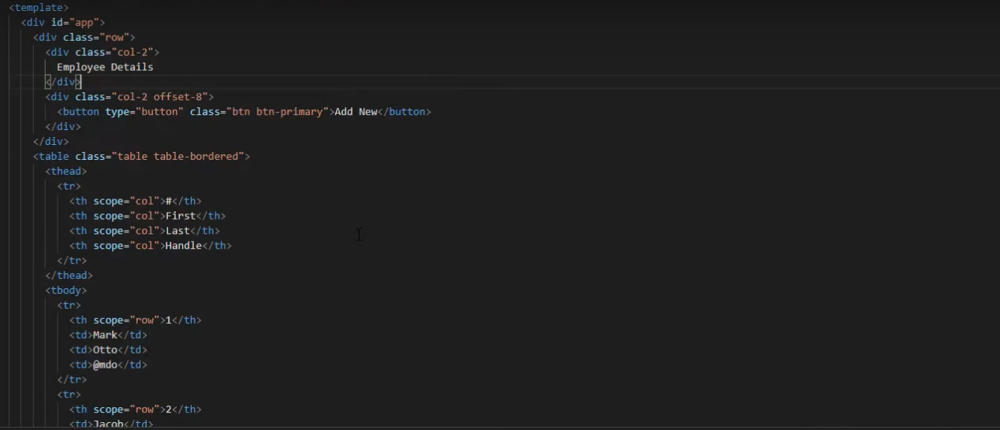 <template>
<div id="app">
<div class="row">
<div class="col-2">
Employee Details
</div>
<div class="col-2 offset-8">
<button type="button" class="btn btn-primary">Add New</button>
</div>
</div>
<table class="table table-bordered">
<thead>
<tr>
<th scope="col">#</th>
<th scope="col">First</th>
<th scope="col">Last</th>
<th scope="col">Handle</th>
</tr>
</thead>
<tbody>
<tr>
<th scope="row">1</th>
<td>Mark</td>
<td>Otto</td>
<td>@mdo</td>
</tr>
<tr>
<th scope="row">2</th>
<td>Jacob</td>